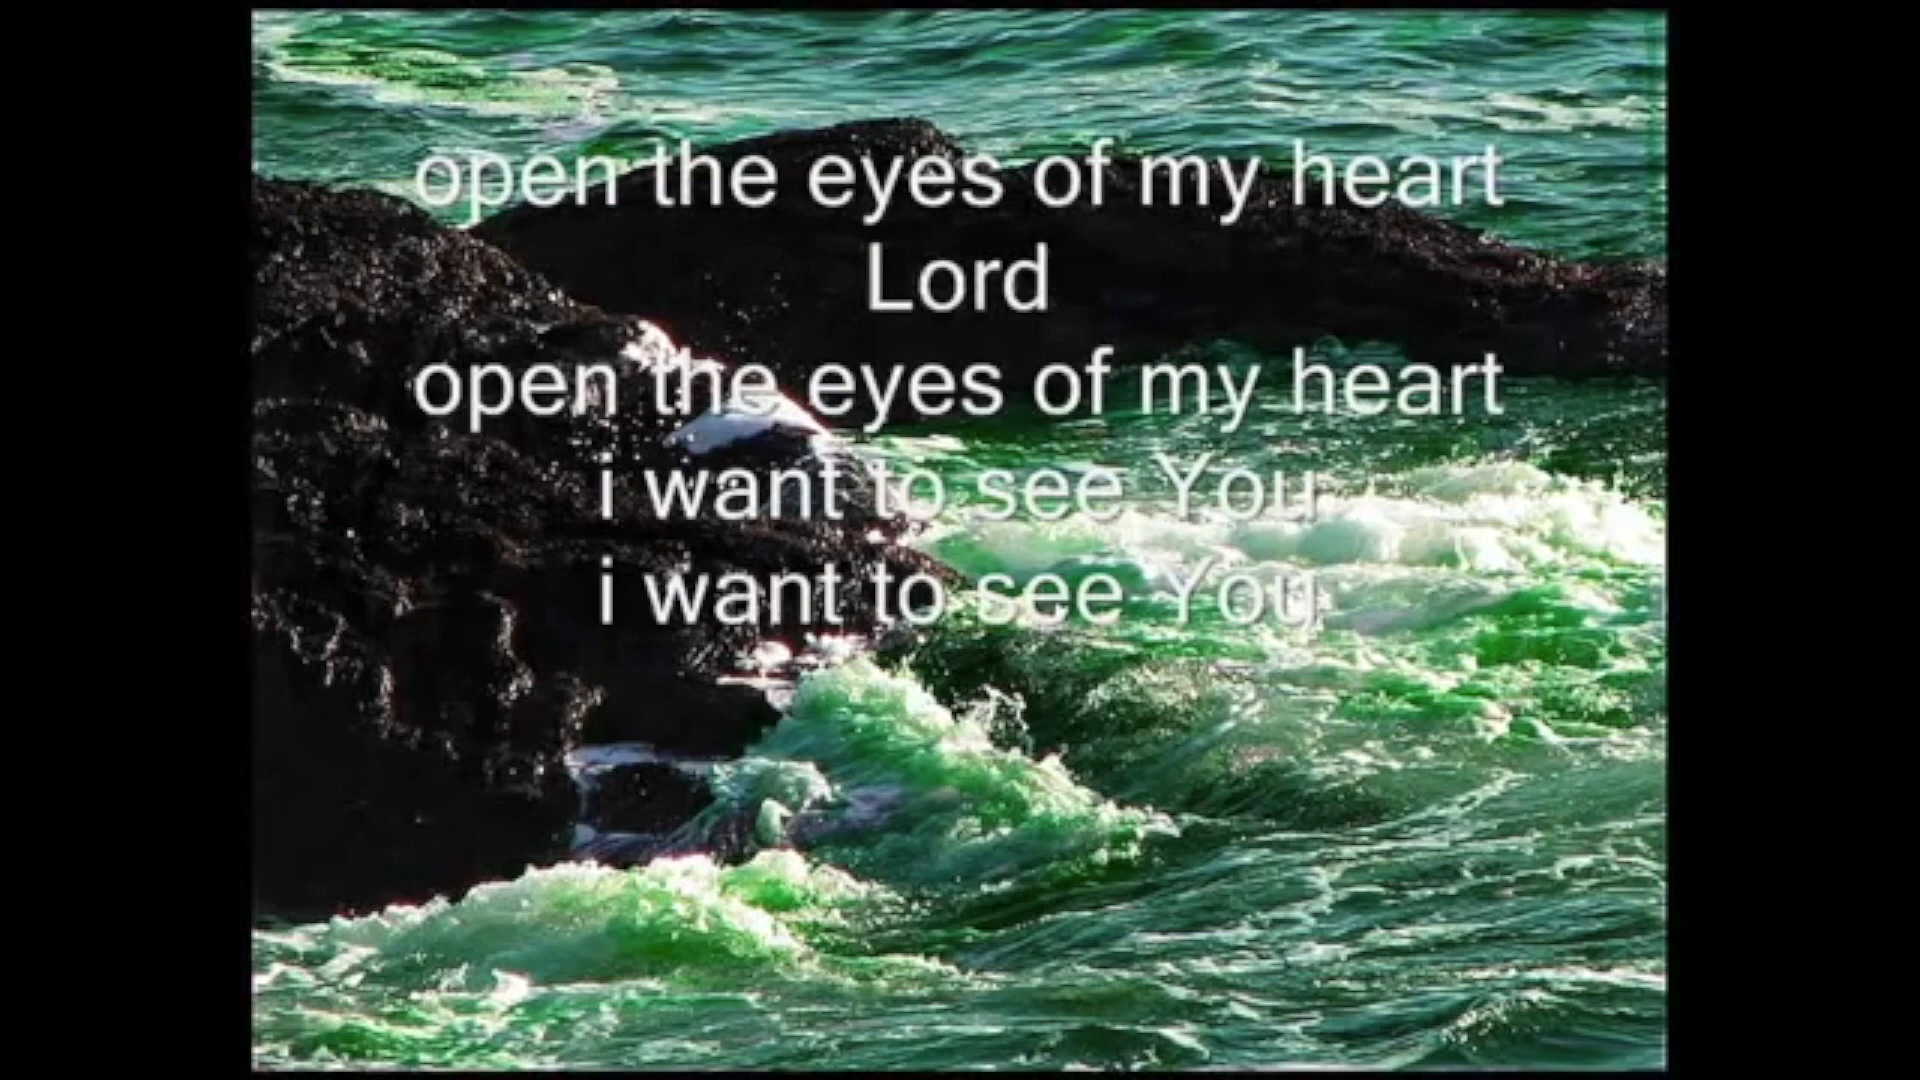 open the eyes of my heart
Lord
open the eyes of my heart
i want to see You
i want to see You